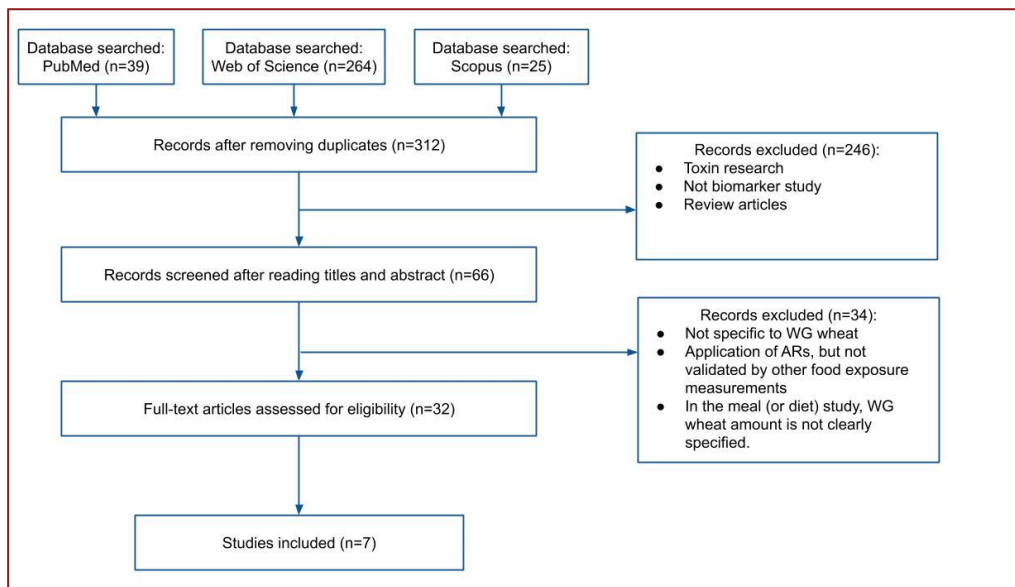 Database searched:
PubMed (n=39)
Database searched:
Web of Science (n=264)
Database searched:
Scopus (n=25)
Records after removing duplicates (n=312)
Records excluded (n=246):
● Toxin research
● Not biomarker study
● Review articles
Records screened after reading titles and abstract (n=66)
Records excluded (n=34):
● Not specific to WG wheat
● Application of ARs, but not
validated by other food exposure
measurements
● In the meal (or diet) study, WG
wheat amount is not clearly
specified.
Full-text articles assessed for eligibility (n=32)
Studies included (n=7)